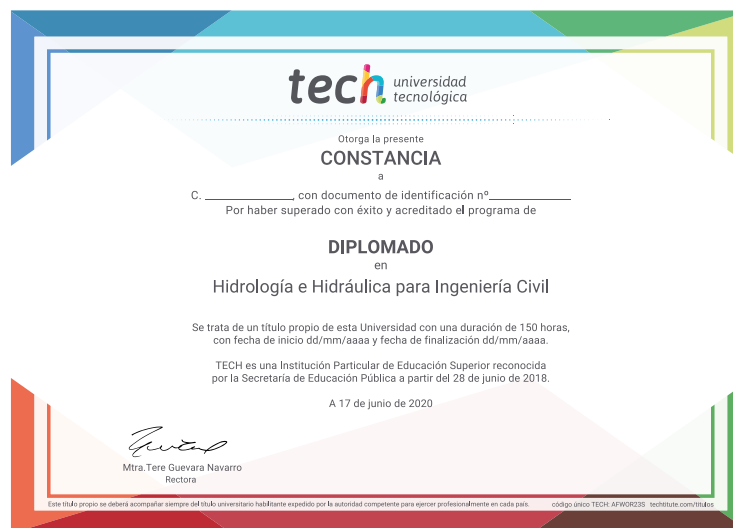 tech universidad
tecnológica
Otorga la presente
CONSTANCIA
a
C. ______________, con documento de identificación nº____________
Por haber superado con éxito y acreditado el programa de
DIPLOMADO
en
Hidrología e Hidráulica para Ingeniería Civil
Se trata de un título propio de esta Universidad con una duración de 150 horas,
con fecha de inicio dd/mm/aaaa y fecha de finalización dd/mm/aaaa.
TECH es una Institución Particular de Educación Superior reconocida
por la Secretaría de Educación Pública a partir del 28 de junio de 2018.
A 17 de junio de 2020
Mtra.Tere Guevara Navarro
Rectora
Este título propio se deberá acompañar siempre del título universitario habilitante expedido por la autoridad competente para ejercer profesionalmente en cada país. código único TECH: AFWOR23S techtitute.com/titulos